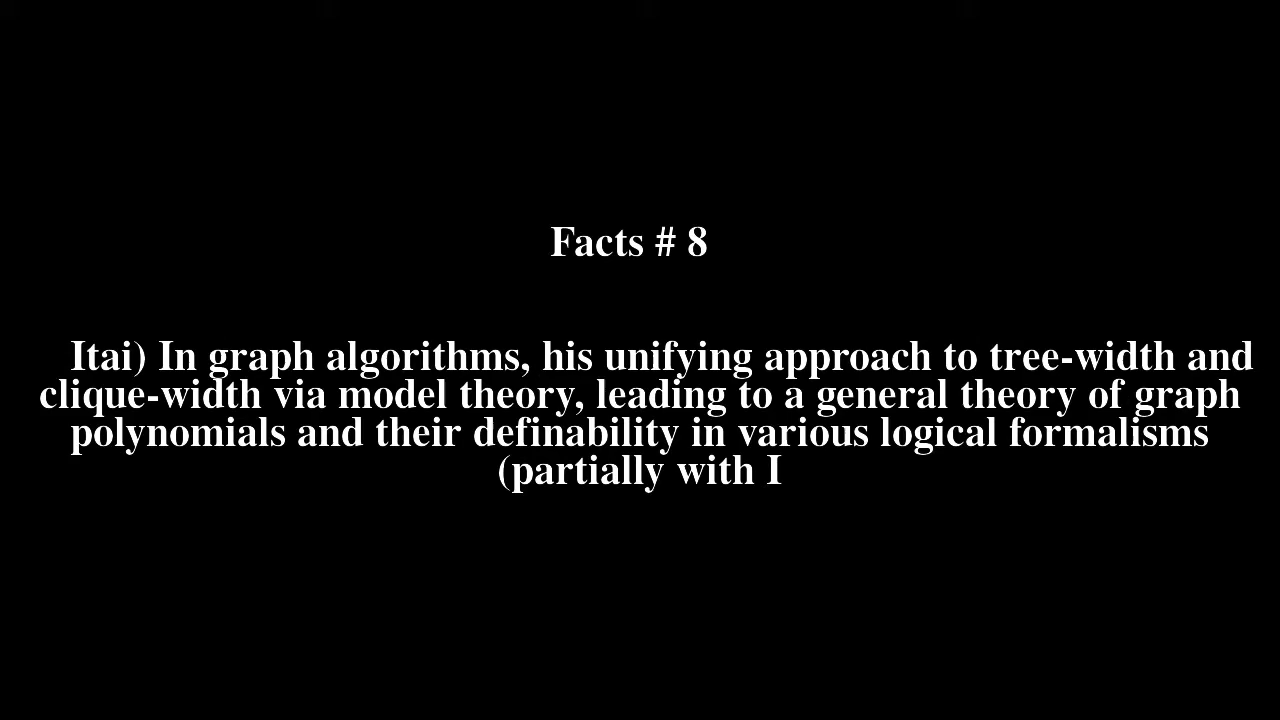 Facts # 8
Itai) In graph algorithms, his unifying approach to tree-width and
clique-width via model theory, leading to a general theory of graph
polynomials and their definability in various logical formalisms
(partially with I